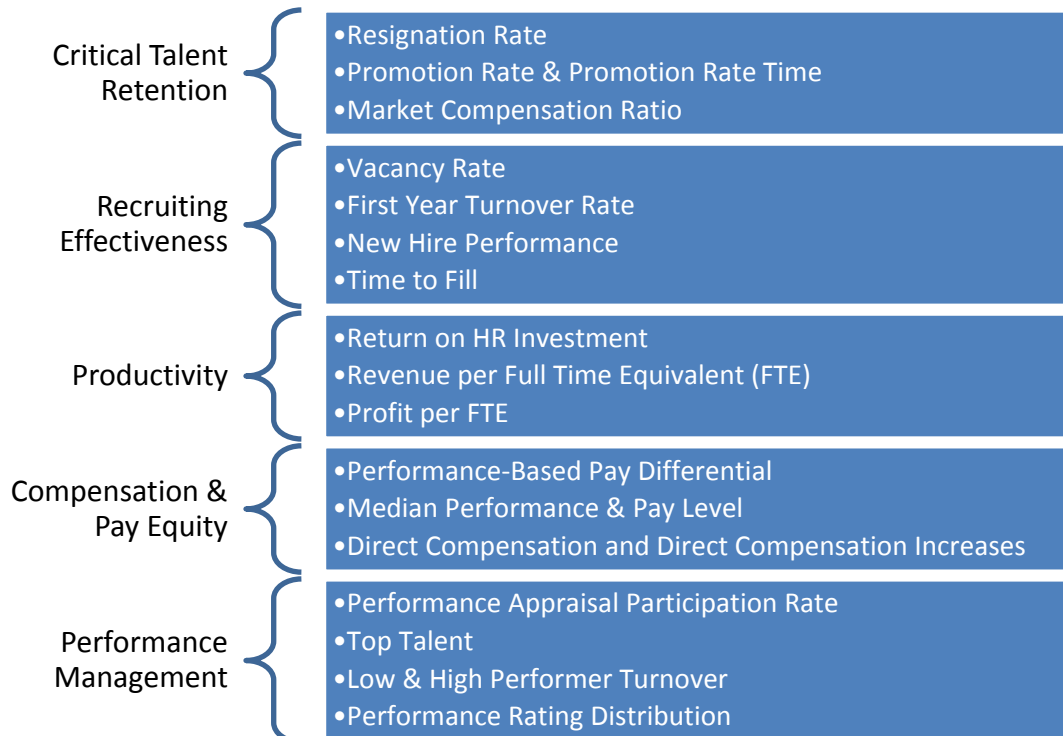 Critical Talent
Retention
•Resignation Rate
•Promotion Rate & Promotion Rate Time
•Market Compensation Ratio
Recruiting
Effectiveness
•Vacancy Rate
•First Year Turnover Rate
•New Hire Performance
•Time to Fill
Productivity
•Return on HR Investment
•Revenue per Full Time Equivalent (FTE)
•Profit per FTE
Compensation &
Pay Equity
•Performance-Based Pay Differential
•Median Performance & Pay Level
•Direct Compensation and Direct Compensation Increases
Performance
Management
•Performance Appraisal Participation Rate
•Top Talent
•Low & High Performer Turnover
•Performance Rating Distribution